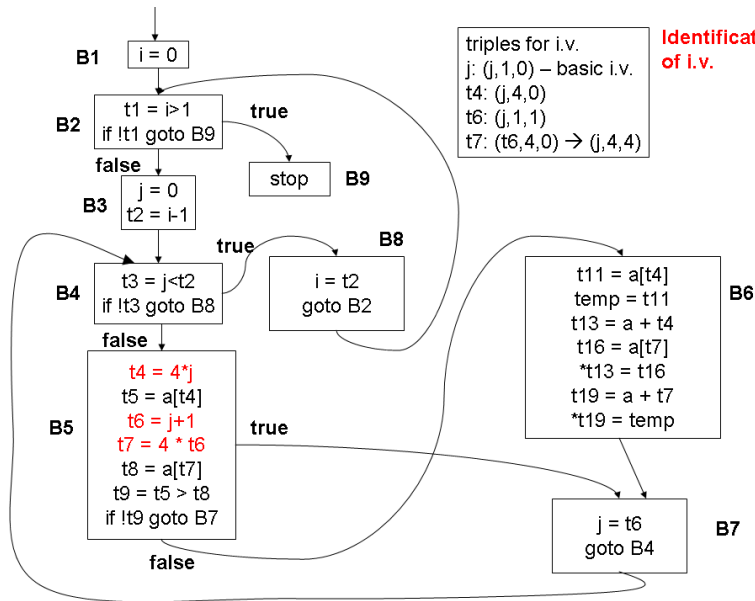 B1
i = 0
B2
t1 = i>1
if !t1 goto B9
true
false
stop
B9
B3
j = 0
t2 = i-1
triples for i.v.
j: (j,1,0) – basic i.v.
t4: (j,4,0)
t6: (j,1,1)
t7: (t6,4,0) → (j,4,4)
Identificat
of i.v.
B4
t3 = j<t2
if !t3 goto B8
true
false
B8
i = t2
goto B2
B5
t4 = 4*j
t5 = a[t4]
t6 = j+1
t7 = 4 * t6
t8 = a[t7]
t9 = t5 > t8
if !t9 goto B7
true
false
B6
t11 = a[t4]
temp = t11
t13 = a + t4
t16 = a[t7]
*t13 = t16
t19 = a + t7
*t19 = temp
j = t6
goto B4
B7